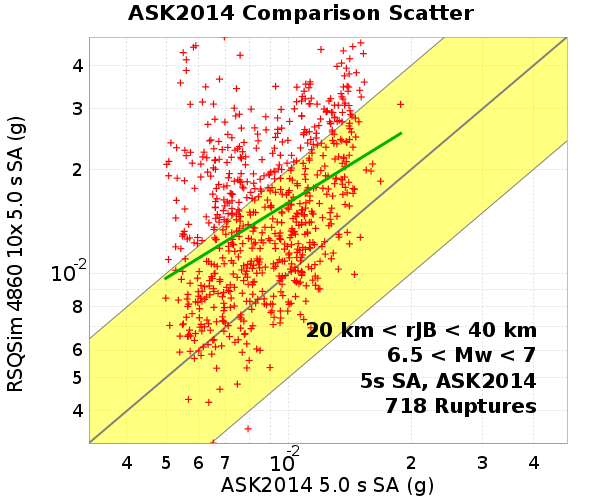 ASK2014 Comparison Scatter
RSQSim 4860 10x 5.0 s SA (g)
4
3
2
10-2
8
6
5
4
20 km < rJB < 40 km
6.5 < Mw < 7
5s SA, ASK2014
718 Ruptures
4 5 6 7 10-2 2 3 4
ASK2014 5.0 s SA (g)